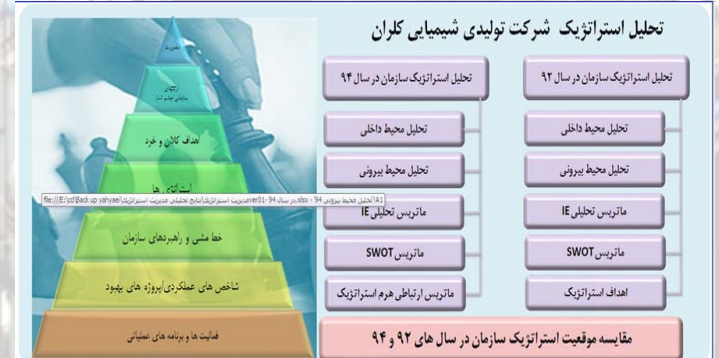 تحلیل استراتژیک شرکت تولیدی شیمیایی کلران
تحلیل استراتژیک سازمان در سال ۹۲
تحلیل محیط داخلی
تحلیل محیط بیرونی
ماتریس تحلیلی IE
ماتریس SWOT
اهداف استراتژیک
تحلیل استراتژیک سازمان در سال ۹۴
تحلیل محیط داخلی
تحلیل محیط بیرونی
ماتریس تحلیلی IE
ماتریس SWOT
ماتریس ارتباطی هرم استراتژیک
مقایسه موقعیت استراتژیک سازمان در سال های ۹۲ و ۹۴
ماموریت
اهداف کلان و خرد
استراتژی ها
خط مشی و راهبردهای سازمان
شاخص های عملکردی/پروژه های بهبود
فعالیت ها و برنامه های عملیاتی